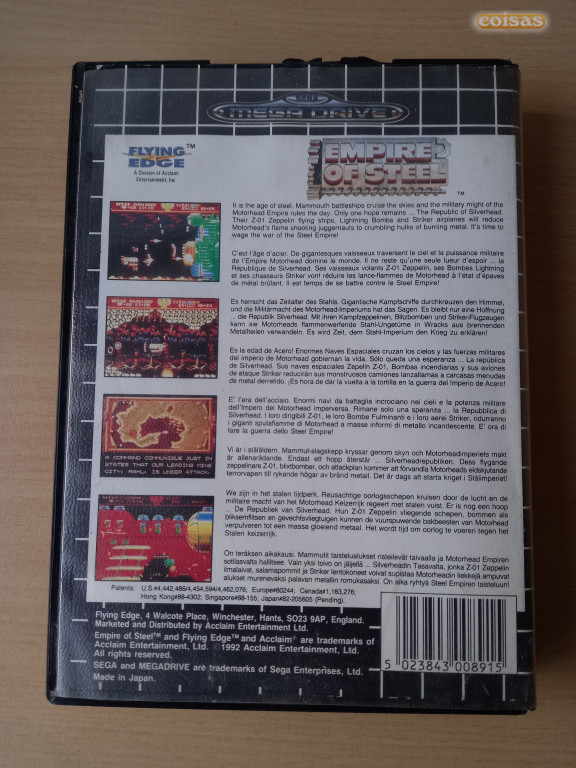 coisas
SEGA
MEGA DRIVE
FLYING EDGE ™
A Division of Acclaim
Entertainment, Inc
EMPIRE
OF STEEL ™
It is the age of steel. Mammouth battleships cruise the skies and the military might of the
Motorhead Empire rules the day. Only one hope remains ... The Republic of Silverhead.
Their Z-01 Zeppelin flying ships, Lightning Bombs and Striker airplanes will reduce
Motorhead's flame shooting juggernauts to crumbling hulks of burning metal. It's time to
wage the war of the Steel Empire!
C'est l'âge d'acier. De gigantesques vaisseaux traversent le ciel et la puissance militaire
de l'Empire Motorhead domine le monde. Il ne reste qu'une seule lueur d'espoir ... la
République de Silverhead. Ses vaisseaux volants Z-01 Zeppelin, ses Bombes Lightning
et ses chasseurs Striker vont réduire les lance-flammes de Motorhead à l'état d'épaves
de métal brûlant. Il est temps de se battre contre le Steel Empire!
Es herrscht das Zeitalter des Stahls. Gigantische Kampfschiffe durchkreuzen den Himmel,
und die Militärmacht des Motorhead-Imperiums hat das Sagen. Es bleibt nur eine Hoffnung
... die Republik Silverhead. Mit ihren Kampfzeppelinen, Blitzbomben und Striker-Flugzeugen
kann sie Motorheads flammenwerfende Stahl-Ungetüme in Wracks aus brennenden
Metallteilen verwandeln. Es wird Zeit, dem Stahl-Imperium den Krieg zu erklären!
Es la edad de Acero! Enormes Naves Espaciales cruzan los cielos y las fuerzas militares
del imperio de Motorhead gobiernan la vida. Sólo queda una esperanza ... La republica
de Silverhead. Sus naves espaciales Zepelin Z-01, Bombas incendiarias y sus aviones
de ataque Striker reducirán sus monstruosos camiones lanzallamas a carcasas menudas
de metal derretido. ¡Es hora de dar la vuelta a la tortilla en la guerra del Imperio de Acero!
E' l'era dell'acciaio. Enormi navi da battaglia incrociano nei cieli e la potenza militare
dell'Impero dei Motorhead imperversa. Rimane solo una speranza ... la Repubblica di
Silverhead. I loro dirigibili Z-01, le loro Bombe Fulminanti e i loro aerei Striker, ridurranno
i giganti sputafiamme di Motorhead a masse informi di metallo incandescente. E' ora di
fare la guerra dello Steel Empire!
Vi är i stålåldern. Mammut-slagskepp kryssar genom skyn och Motorheadimperiets makt
är allenarådande. Endast ett hopp återstår ... Silverheadrepubliken. Dess flygande
zeppelinare Z-01, blixtbomber, och attackplan kommer att förvandla Motorheads eldskjutande
terrorvapen till rykande högar av bränd metall. Det är dags att starta kriget i Stålimperiet!
We zijn in het stalen tijdperk. Reusachtige oorlogsschepen kruisen door de lucht en de
militaire macht van het Motorhead Keizerrijk regeert met stalen vuist. Er is nog een hoop
... De Republiek van Silverhead. Hun Z-01 Zeppelin vliegende schepen, bommen als
bliksemflitsen en gevechtsvliegtuigen kunnen de vuurspuwende bakbeesten van Motorhead
verpulveren tot een massa gloeiend metaal. Het wordt tijd om oorlog te voeren tegen het
Stalen keizerrijk.
On teräksen aikakausi. Mammutit taistelualukset risteilevät taivaalla ja Motorhead Empiren
sotilasvalta hallitsee. Vain yksi toivo on jäljellä ... Silverheadin Tasavalta, jonka Z-01 Zeppelin
ilmalaivat, salamapommit ja Striker lentokoneet voivat supistaa Motorheadin liekkejä ampuvat
alukset mureneväksi palavan metallin romukasaksi. On aika ryhtyä Steel Empiren taisteluun!
A COMMAND COMMUNIQUE JUST IN
STATES THAT OUR LEADING MINE
CITY, IS UNDER ATTACK.
Patents: U.S.#4,442,486/4,454,594/4,462,076; Europe#80244; Canada#1,183,276;
Hong Kong#88-4302; Singapore#88-155; Japan#82-205605 (Pending).
Flying Edge, 4 Walcote Place, Winchester, Hants, SO23 9AP, England.
Marketed and Distributed by Acclaim Entertainment Ltd.
Empire of Steel™ and Flying Edge™ and Acclaim® are trademarks of
Acclaim Entertainment, Ltd. ©1992 Acclaim Entertainment, Ltd.
All rights reserved.
SEGA and MEGADRIVE are trademarks of Sega Enterprises, Ltd.
Made in Japan.
5 023843 008915